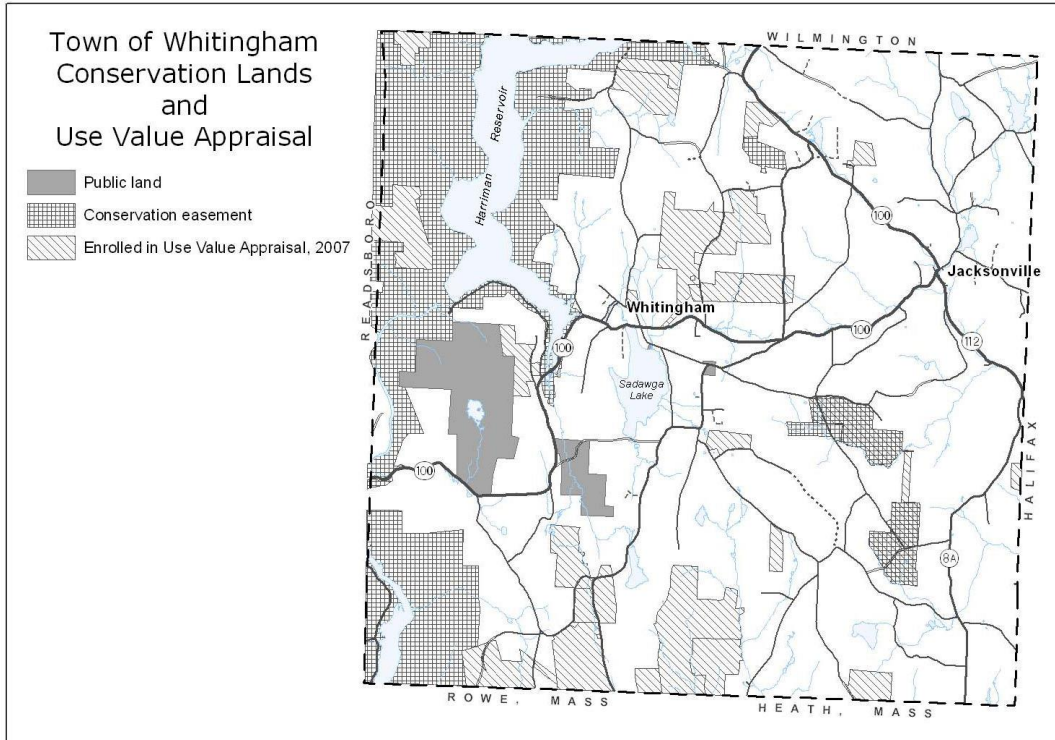 Town of Whitingham
Conservation Lands
and
Use Value Appraisal
Public land
Conservation easement
Enrolled in Use Value Appraisal, 2007
WILMINGTON
Harriman Reservoir
READSBORO
100
Jacksonville
Whitingham
100
100
112
Sadawga
Lake
HALIFAX
100
8A
ROWE, MASS
HEATH, MASS